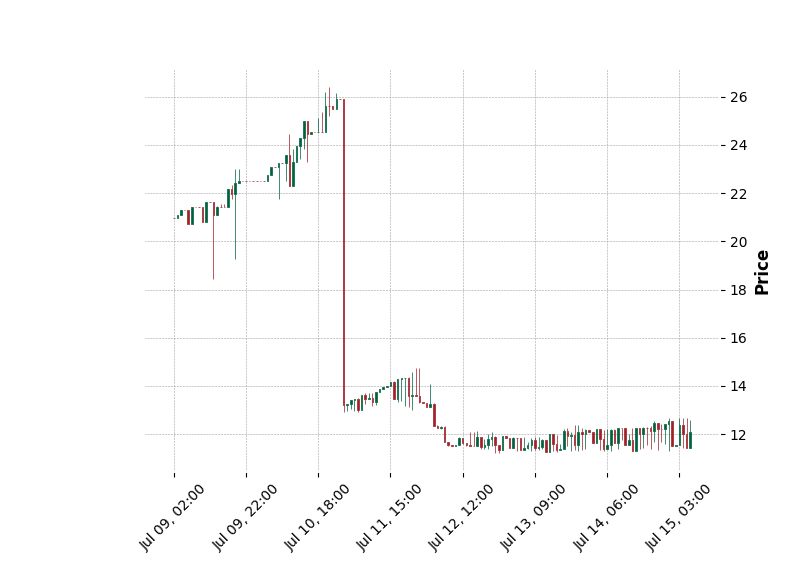 26
24
22
20
18
16
14
12
Price
Jul 09, 02:00
Jul 09, 22:00
Jul 10, 18:00
Jul 11, 15:00
Jul 12, 12:00
Jul 13, 09:00
Jul 14, 06:00
Jul 15, 03:00